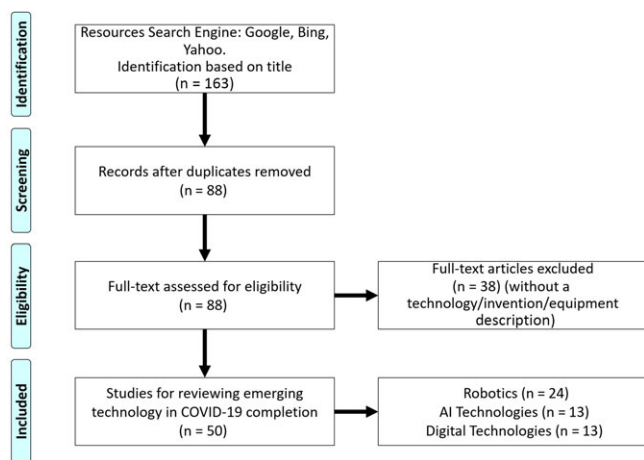 Identification
Resources Search Engine: Google, Bing,
Yahoo.
Identification based on title
(n = 163)
Screening
Records after duplicates removed
(n = 88)
Eligibility
Full-text assessed for eligibility
(n = 88)
Full-text articles excluded
(n = 38) (without a
technology/invention/equipment
description)
Included
Studies for reviewing emerging
technology in COVID-19 completion
(n = 50)
Robotics (n = 24)
AI Technologies (n = 13)
Digital Technologies (n = 13)